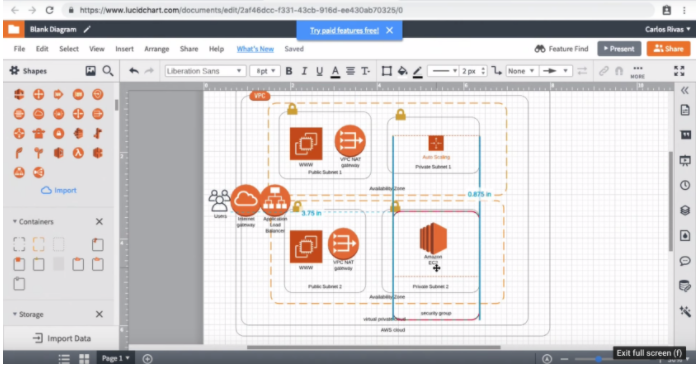 https://www.lucidchart.com/documents/edit/2af46dcc-f331-43cb-916d-ee430ab70325/0
Blank Diagram
Try paid features free!
Carlos Rivas
File Edit Select View Insert Arrange Share Help What's New Saved
Feature Find
Present
Share
Shapes
Liberation Sans
8pt
B I U A T
2 px
None
MORE
VPC
WWW
VPC NAT
gateway
Public Subnet 1
Auto Scaling
Private Subnet 1
Availability Zone
0.875 in
Users
Internet
gateway
Application
Load
Balancer
3.75 in
WWW
VPC NAT
gateway
Public Subnet 2
Amazon
EC2
Private Subnet 2
Availability Zone
virtual private cloud
security group
AWS cloud
Import
Containers
Storage
Import Data
Page 1
Exit full screen (f)